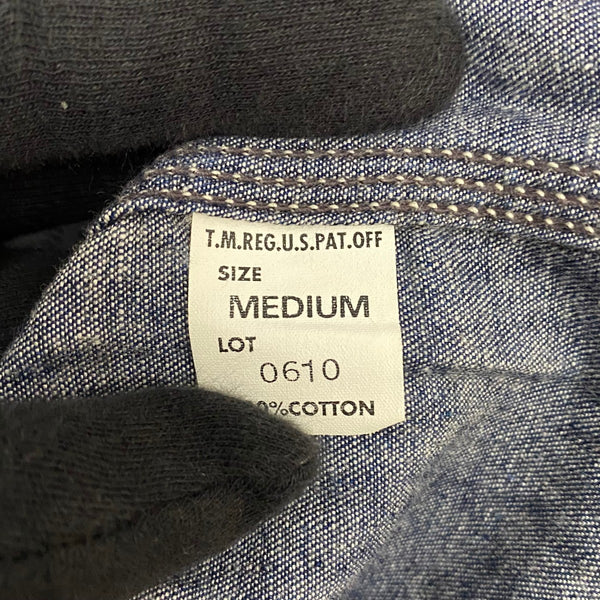 T.M.REG.U.S.PAT.OFF
SIZE
MEDIUM
LOT
0610
0%COTTON